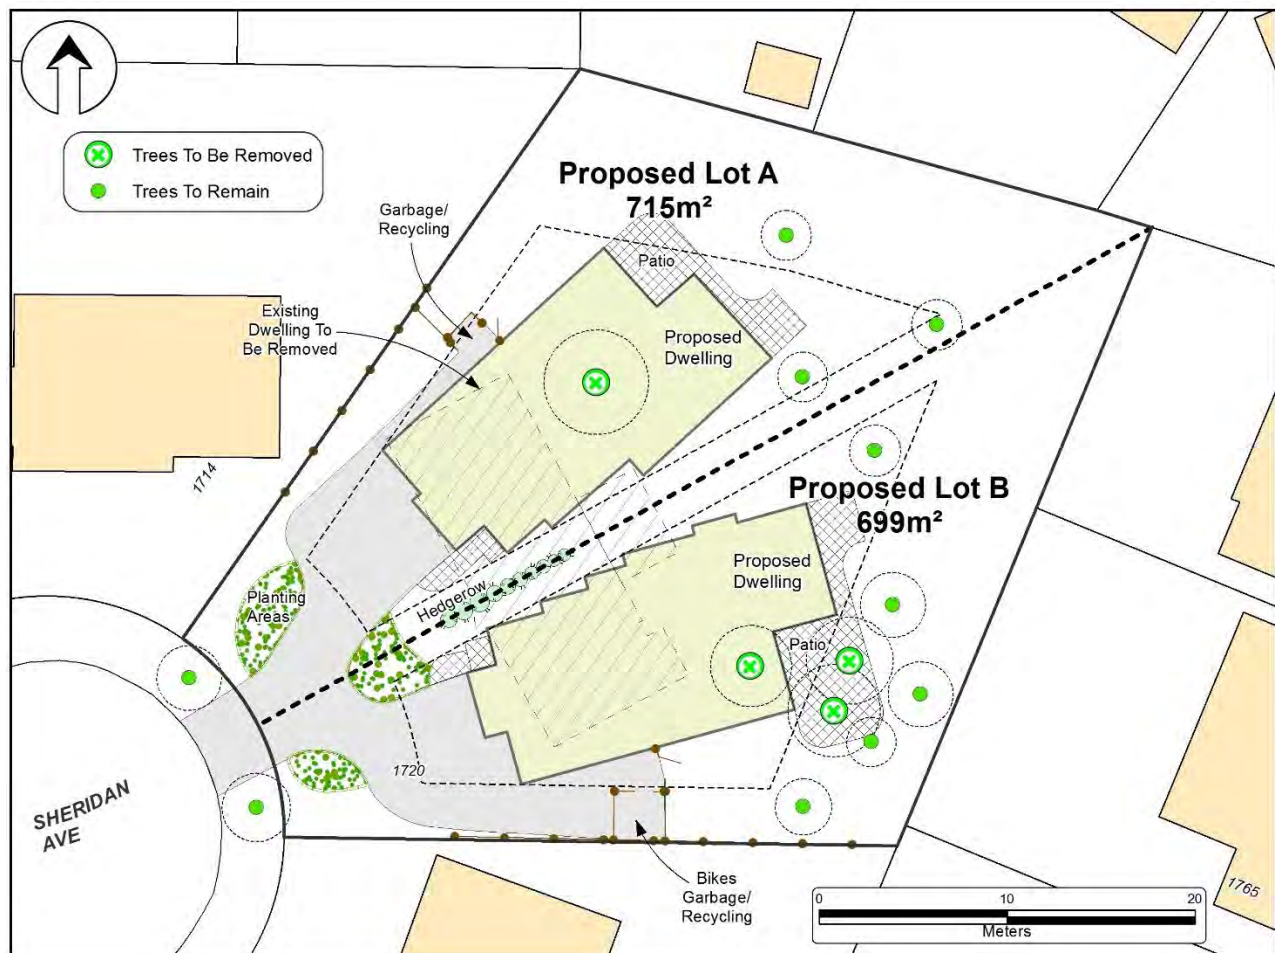 Trees To Be Removed
Trees To Remain
Proposed Lot A
715m²
Garbage/
Recycling
Patio
Existing
Dwelling To
Be Removed
Proposed
Dwelling
1714
Proposed Lot B
699m²
Proposed
Dwelling
Hedgerow
Planting
Areas
Patio
1720
SHERIDAN
AVE
Bikes
Garbage/
Recycling
0 10 20
Meters
1765